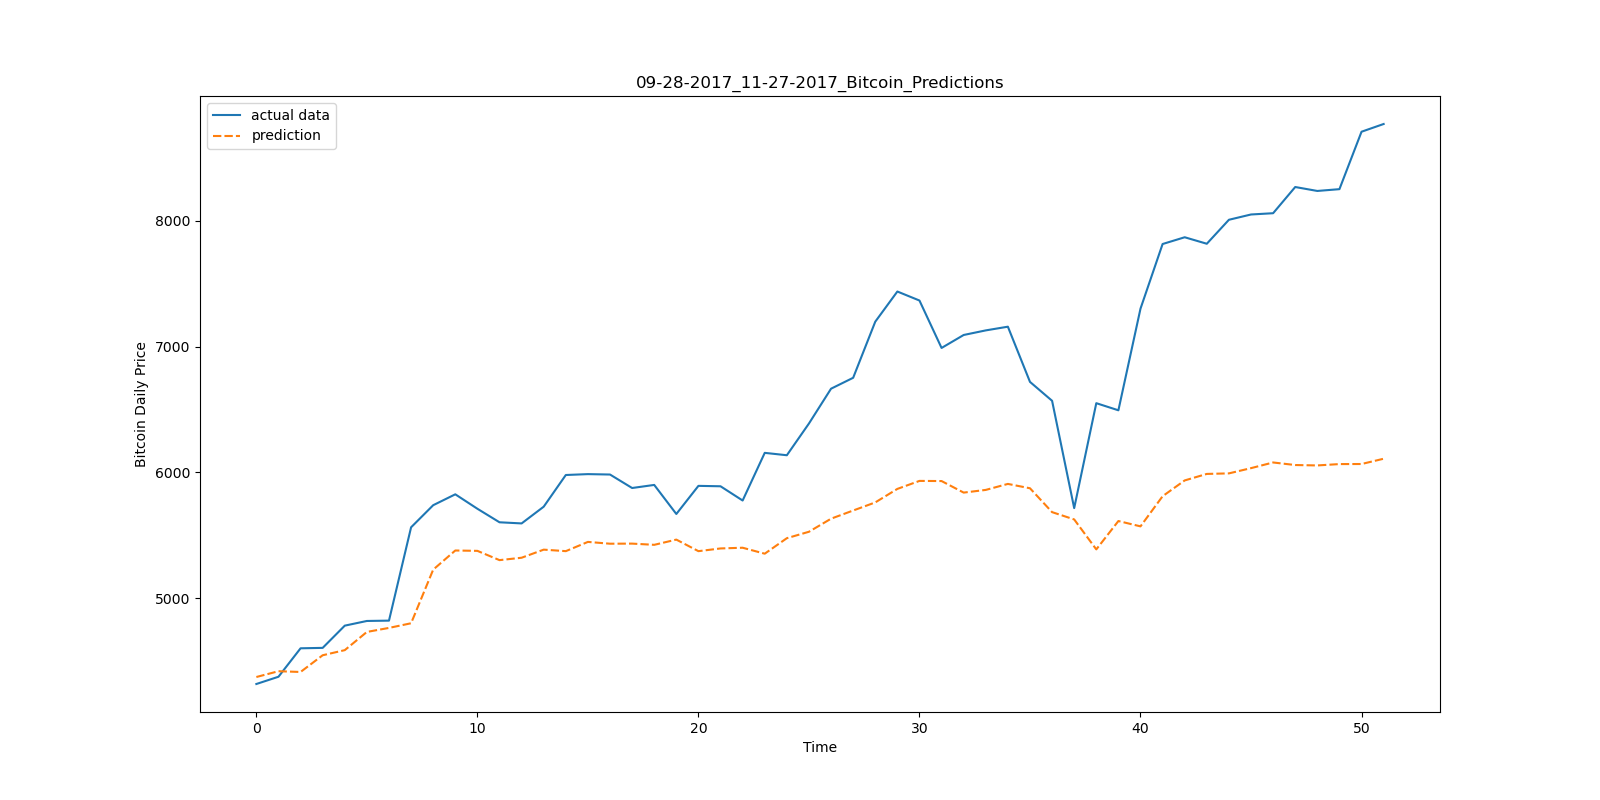 09-28-2017_11-27-2017_Bitcoin_Predictions
actual data
prediction
Bitcoin Daily Price
8000
7000
6000
5000
0 10 20 30 40 50
Time